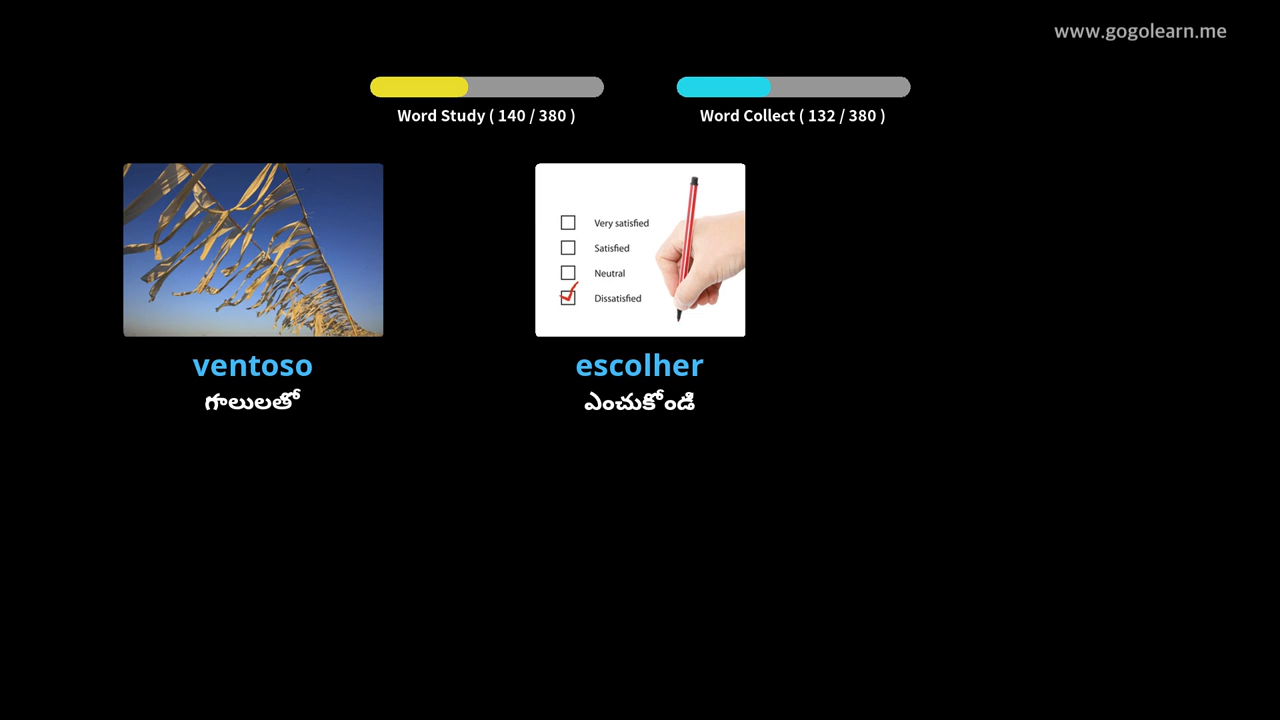 www.gogolearn.me
Word Study ( 140 / 380 )
Word Collect ( 132 / 380 )
Very satisfied
Satisfied
Neutral
Dissatisfied
ventoso
escolher
గాలులతో
ఎంచుకోండి